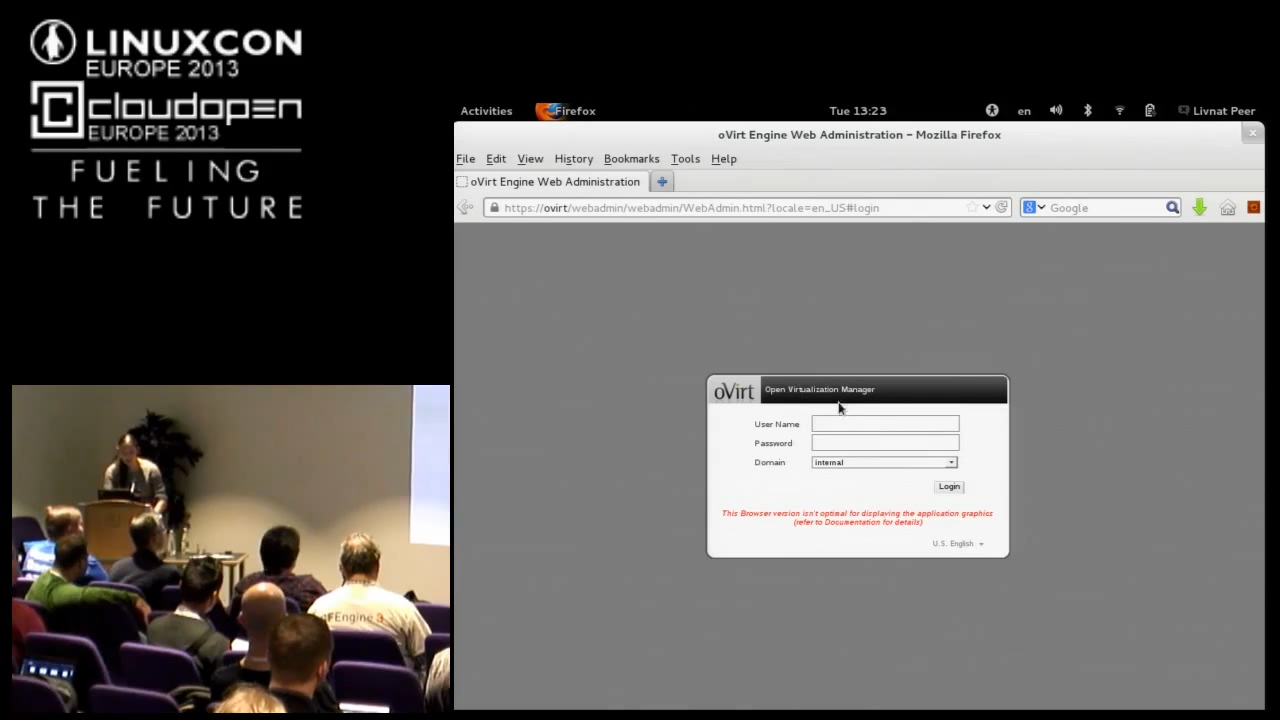 LINUXCON
EUROPE 2013
cloudopen
EUROPE 2013
FUELING
THE FUTURE
Activities Firefox Tue 13:23 en Livnat Peer
oVirt Engine Web Administration - Mozilla Firefox
File Edit View History Bookmarks Tools Help
oVirt Engine Web Administration
https://ovirt/webadmin/webadmin/WebAdmin.html?locale=en_US#login Google
oVirt Open Virtualization Manager
User Name
Password
Domain internal
Login
This Browser version isn't optimal for displaying the application graphics
(refer to Documentation for details)
U.S. English
FEngine 3